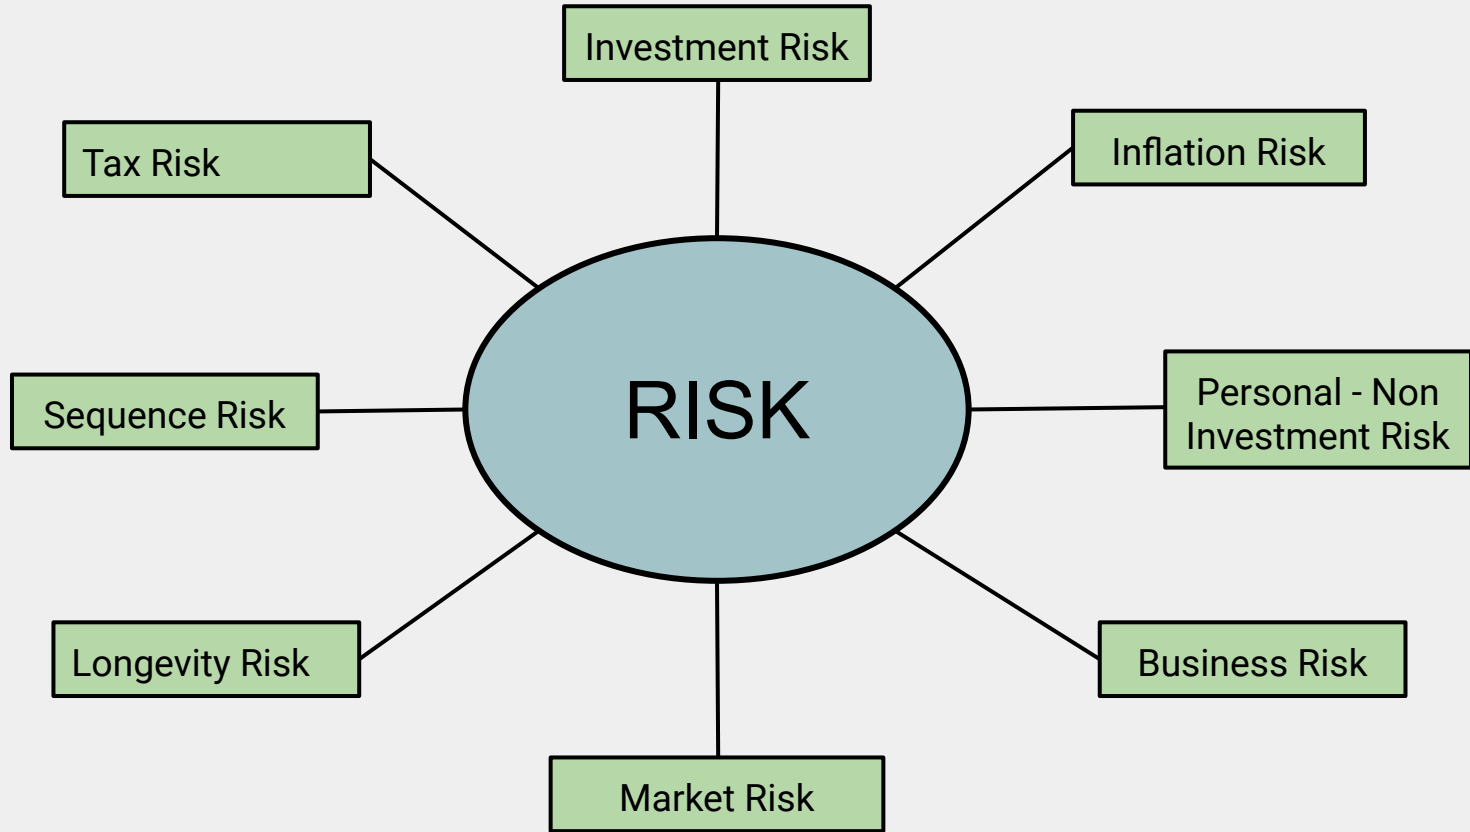 Investment Risk
Tax Risk
Inflation Risk
Sequence Risk
RISK
Personal - Non
Investment Risk
Longevity Risk
Business Risk
Market Risk